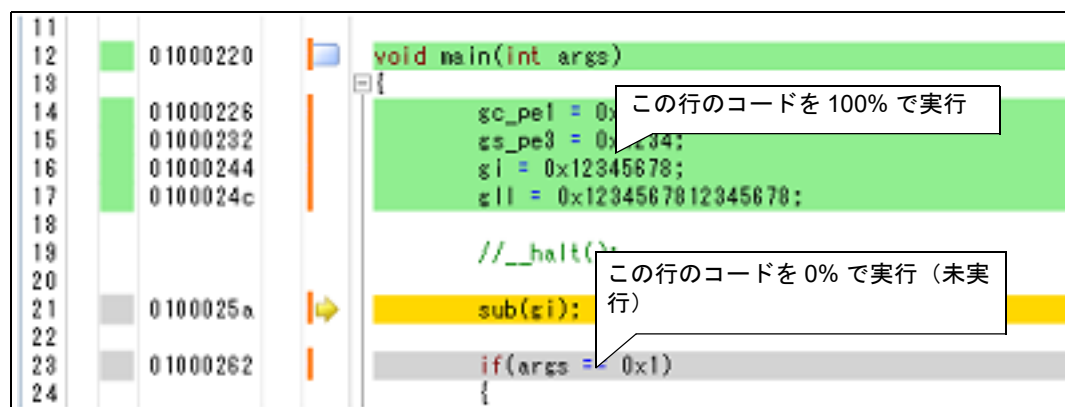 11
12 01000220 void main(int args)
13 {
14 01000226 gc_pe1 = 0x
この行のコードを 100% で実行
15 01000232 gs_pe3 = 0x1234;
16 01000244 gi = 0x12345678;
17 0100024c gll = 0x1234567812345678;
18
19 //__halt();
20
この行のコードを 0% で実行（未実
行）
21 0100025a sub(gi);
22
23 01000262 if(args == 0x1)
24 {